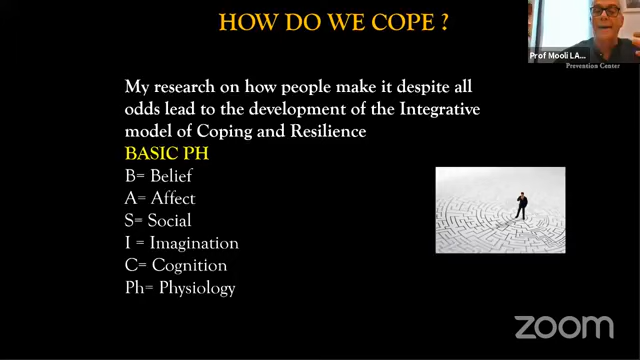 HOW DO WE COPE ?
Prof Mooli LA...
Prevention Center
My research on how people make it despite all
odds lead to the development of the Integrative
model of Coping and Resilience
BASIC PH
B= Belief
A= Affect
S= Social
I = Imagination
C= Cognition
Ph= Physiology
zoom